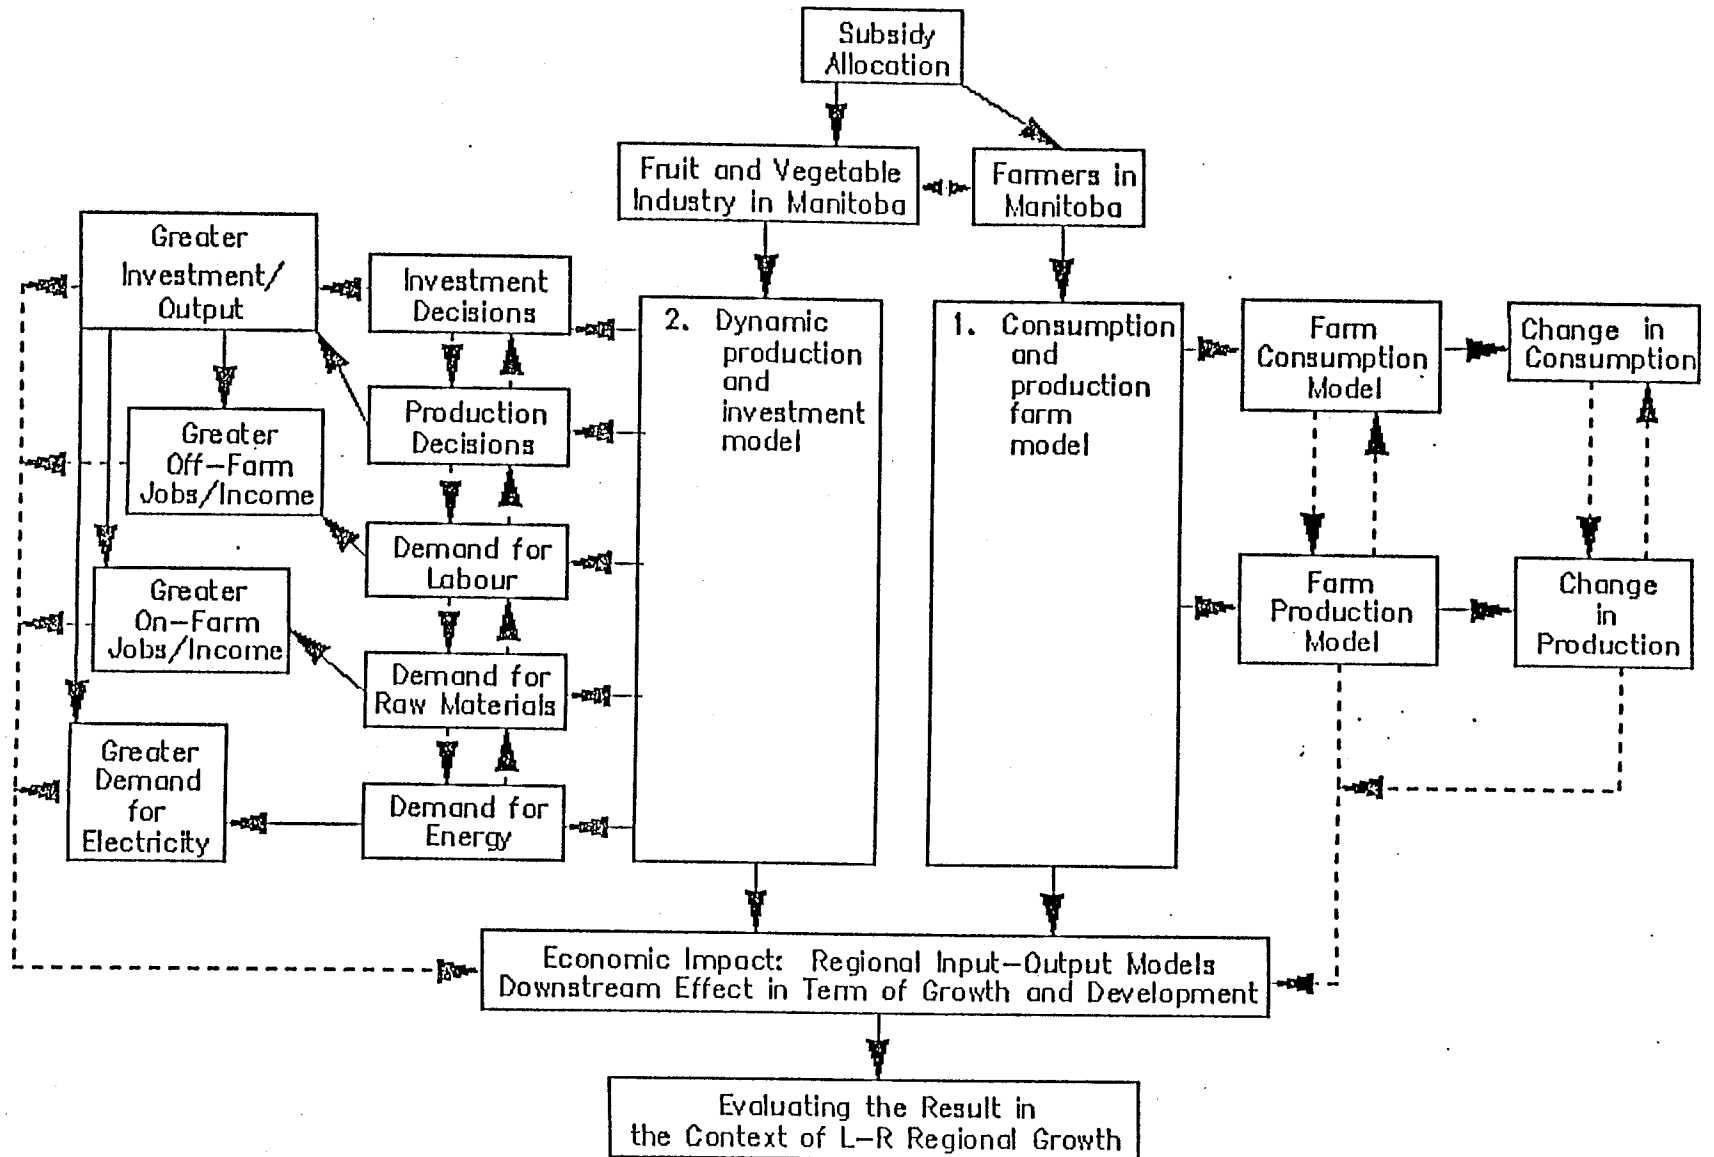 Subsidy
Allocation
Fruit and Vegetable
Industry in Manitoba
Farmers in
Manitoba
Greater
Investment/
Output
Investment
Decisions
2. Dynamic
production
and
investment
model
1. Consumption
and
production
farm
model
Farm
Consumption
Model
Change in
Consumption
Production
Decisions
Greater
Off-Farm
Jobs/Income
Demand for
Labour
Greater
On-Farm
Jobs/Income
Farm
Production
Model
Change
in
Production
Demand for
Raw Materials
Greater
Demand
for
Electricity
Demand for
Energy
Economic Impact: Regional Input-Output Models
Downstream Effect in Term of Growth and Development
Evaluating the Result in
the Context of L-R Regional Growth